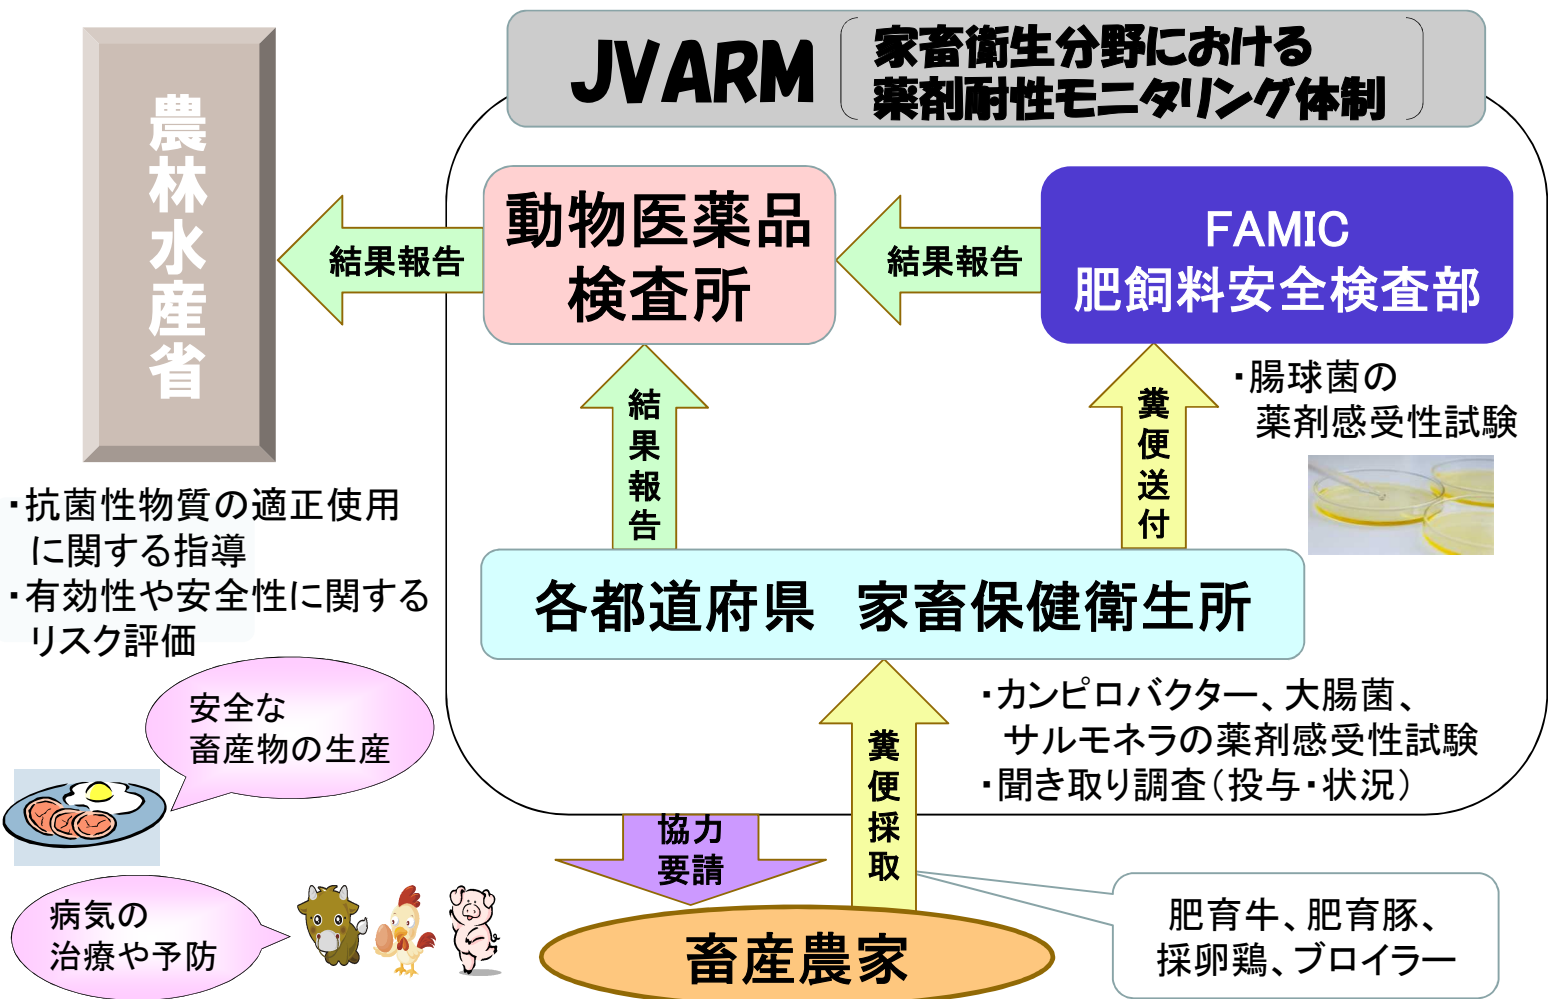 JVARM
家畜衛生分野における
薬剤耐性モニタリング体制
農林水産省
結果報告
動物医薬品
検査所
結果報告
FAMIC
肥飼料安全検査部
結果報告
糞便送付
・腸球菌の
薬剤感受性試験
・抗菌性物質の適正使用
に関する指導
・有効性や安全性に関する
リスク評価
各都道府県　家畜保健衛生所
安全な
畜産物の生産
糞便採取
・カンピロバクター、大腸菌、
サルモネラの薬剤感受性試験
・聞き取り調査（投与・状況）
協力
要請
病気の
治療や予防
畜産農家
肥育牛、肥育豚、
採卵鶏、ブロイラー